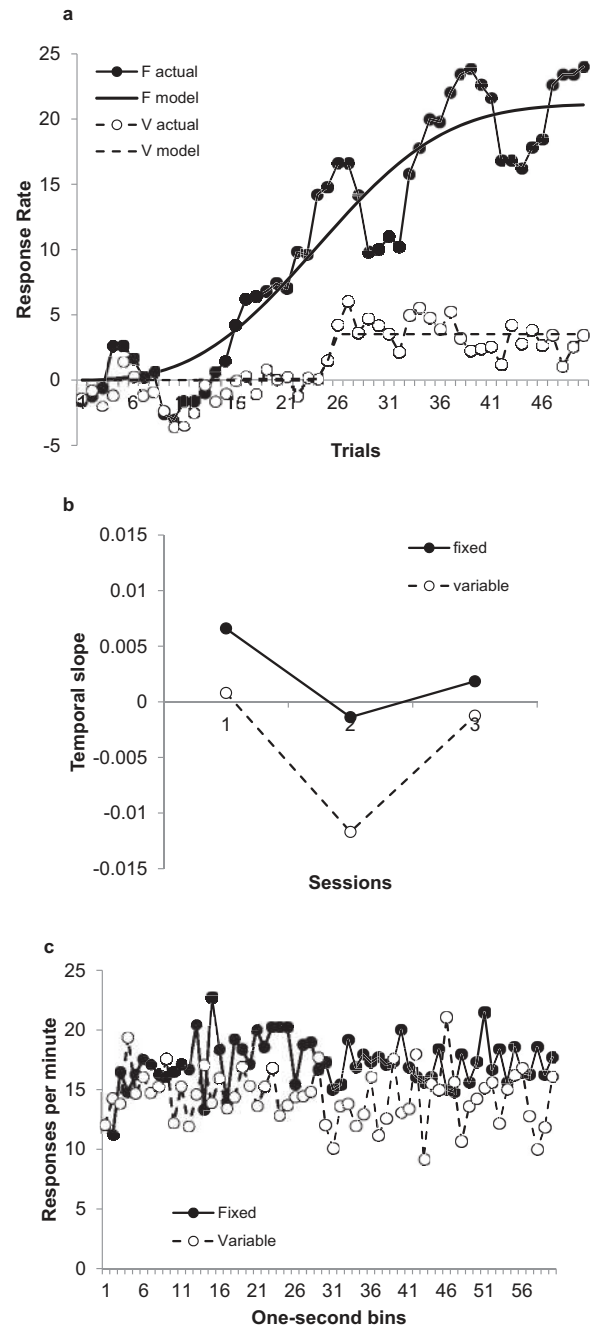 a
F actual
F model
V actual
V model
25
20
15
10
5
0
-5
1 6 11 16 21 26 31 36 41 46
Response Rate
Trials
b
fixed
variable
0.015
0.01
0.005
0
-0.005
-0.01
-0.015
1 2 3
Temporal slope
Sessions
c
25
20
15
10
5
0
Fixed
Variable
1 6 11 16 21 26 31 36 41 46 51 56
Responses per minute
One-second bins